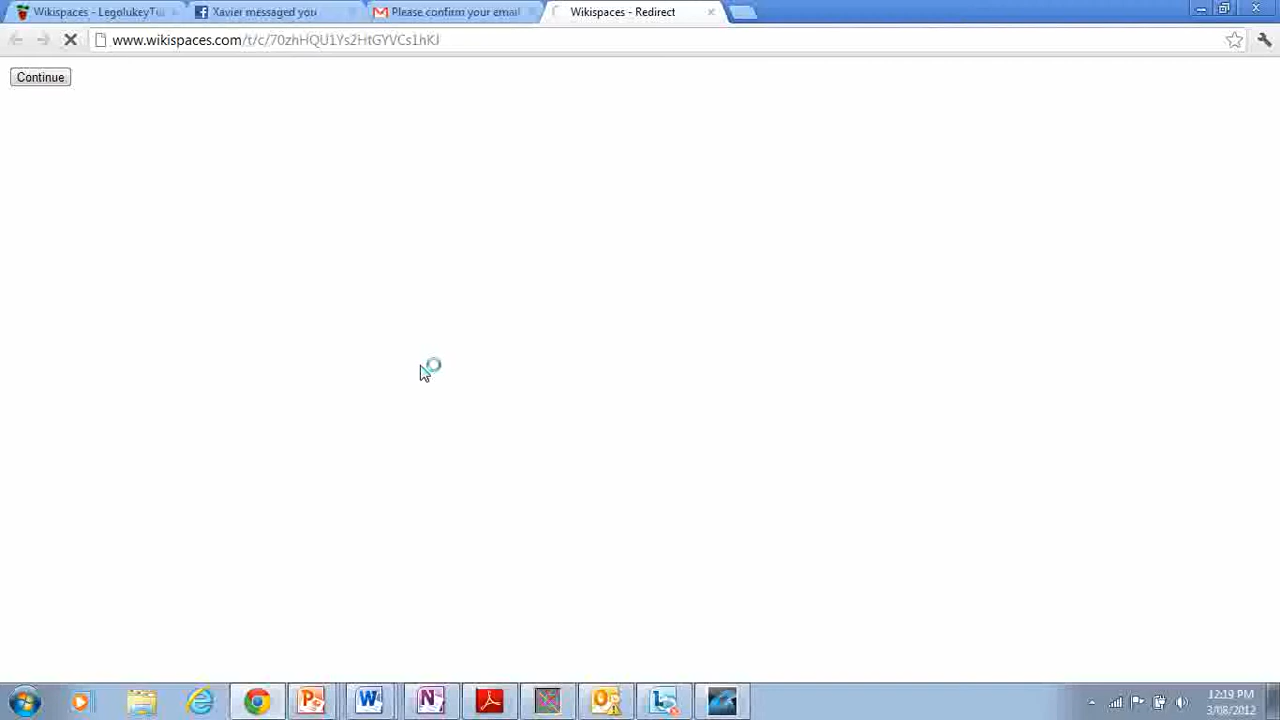 Wikispaces - LegolukeyTu
Xavier messaged you
Please confirm your email
Wikispaces - Redirect
www.wikispaces.com/t/c/70zhHQU1Ys2HtGYVCs1hKJ
Continue
12:19 PM
3/08/2012